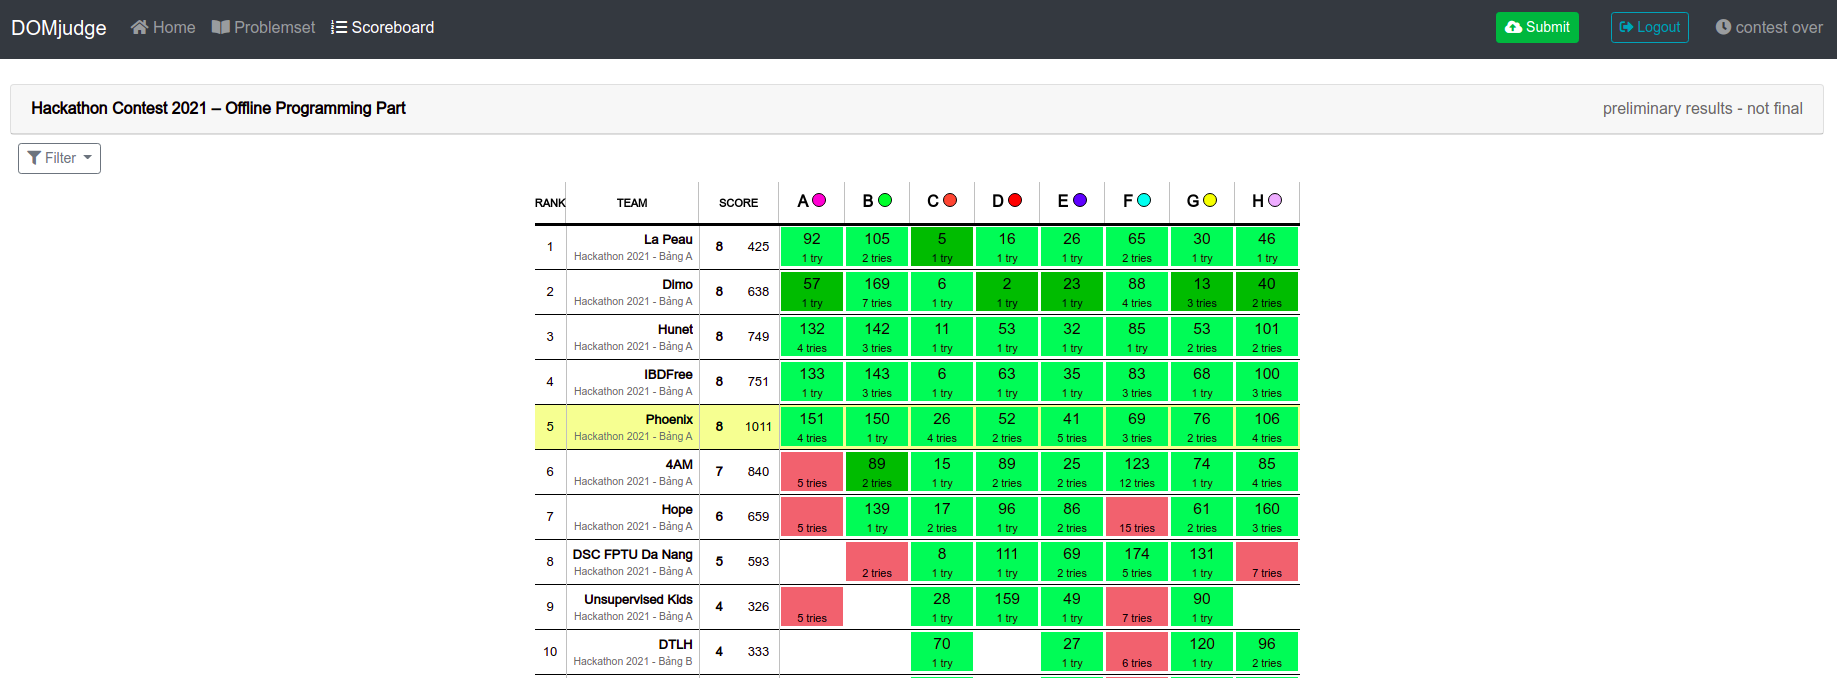 DOMjudge Home Problemset Scoreboard Submit Logout contest over
Hackathon Contest 2021 – Offline Programming Part preliminary results - not final
Filter
RANK TEAM SCORE A B C D E F G H
1 La Peau 8 425 92 105 5 16 26 65 30 46
Hackathon 2021 - Bảng A 1 try 2 tries 1 try 1 try 1 try 2 tries 1 try 1 try
2 Dimo 8 638 57 169 6 2 23 88 13 40
Hackathon 2021 - Bảng A 1 try 7 tries 1 try 1 try 1 try 4 tries 3 tries 2 tries
3 Hunet 8 749 132 142 11 53 32 85 53 101
Hackathon 2021 - Bảng A 4 tries 3 tries 1 try 1 try 1 try 1 try 2 tries 2 tries
4 IBDFree 8 751 133 143 6 63 35 83 68 100
Hackathon 2021 - Bảng A 1 try 3 tries 1 try 1 try 1 try 3 tries 1 try 3 tries
5 Phoenix 8 1011 151 150 26 52 41 69 76 106
Hackathon 2021 - Bảng A 4 tries 1 try 4 tries 2 tries 5 tries 3 tries 2 tries 4 tries
6 4AM 7 840 89 15 89 25 123 74 85
Hackathon 2021 - Bảng A 5 tries 2 tries 1 try 2 tries 2 tries 12 tries 1 try 4 tries
7 Hope 6 659 139 17 96 86 61 160
Hackathon 2021 - Bảng A 5 tries 1 try 2 tries 1 try 2 tries 15 tries 2 tries 3 tries
8 DSC FPTU Da Nang 5 593 8 111 69 174 131
Hackathon 2021 - Bảng A 2 tries 1 try 1 try 2 tries 5 tries 1 try 7 tries
9 Unsupervised Kids 4 326 28 159 49 90
Hackathon 2021 - Bảng A 5 tries 1 try 1 try 1 try 7 tries 1 try
10 DTLH 4 333 70 27 120 96
Hackathon 2021 - Bảng B 1 try 1 try 6 tries 1 try 2 tries